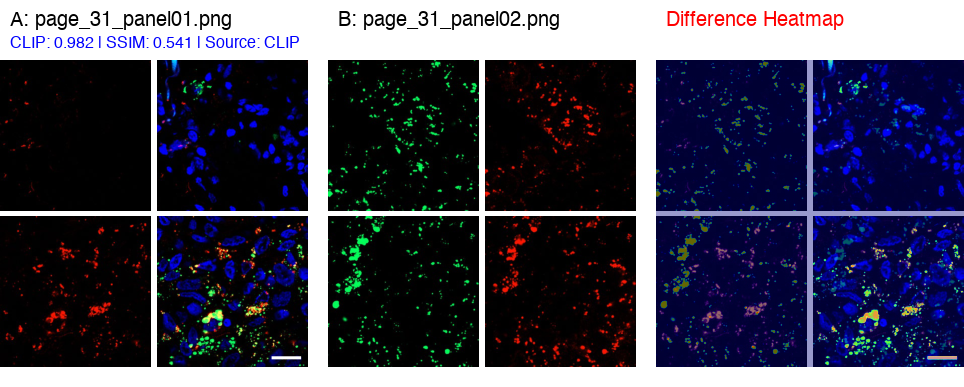 A: page_31_panel01.png
CLIP: 0.982 | SSIM: 0.541 | Source: CLIP
B: page_31_panel02.png
Difference Heatmap